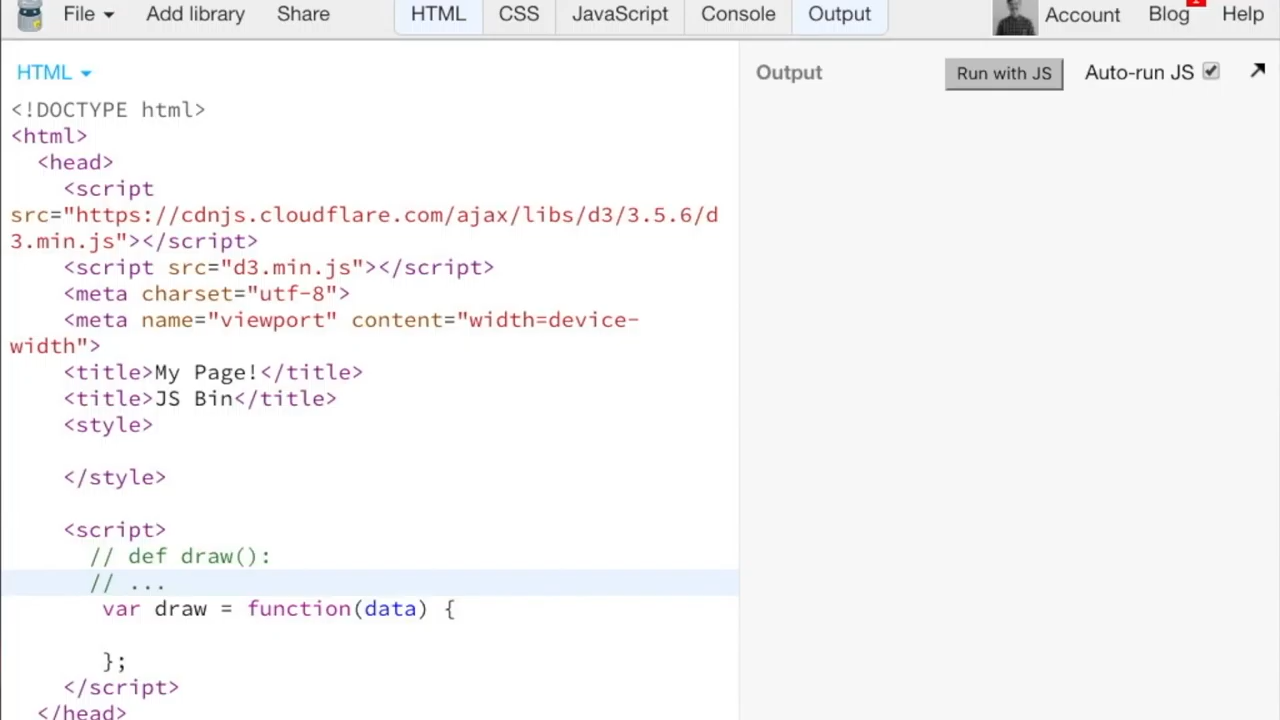 File Add library Share HTML CSS JavaScript Console Output Account Blog 1 Help
HTML
Output Run with JS Auto-run JS
<!DOCTYPE html>
<html>
<head>
<script
src="https://cdnjs.cloudflare.com/ajax/libs/d3/3.5.6/d
3.min.js"></script>
<script src="d3.min.js"></script>
<meta charset="utf-8">
<meta name="viewport" content="width=device-
width">
<title>My Page!</title>
<title>JS Bin</title>
<style>
</style>
<script>
// def draw():
// ...
var draw = function(data) {
};
</script>
</head>